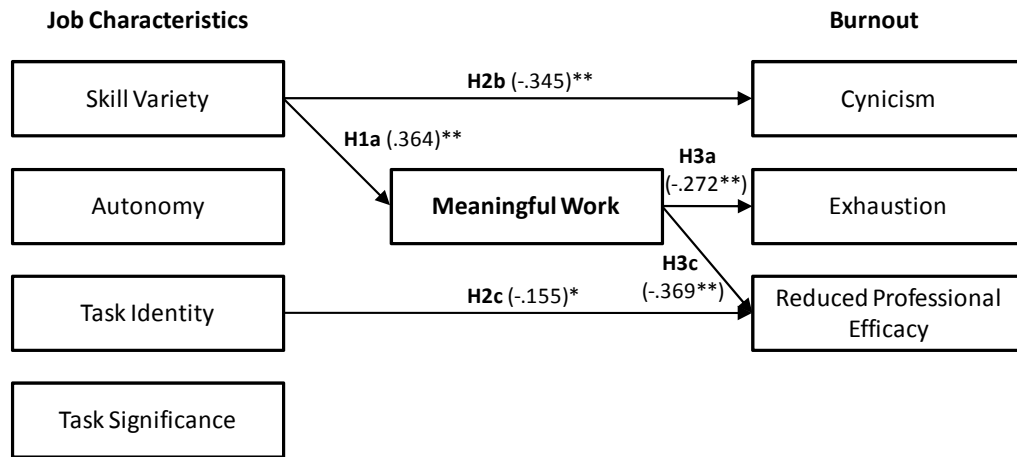 Job Characteristics
Burnout
Skill Variety
H2b (-.345)**
Cynicism
H1a (.364)**
Autonomy
Meaningful Work
H3a
(-.272**)
Exhaustion
Task Identity
H2c (-.155)*
H3c
(-.369**)
Reduced Professional
Efficacy
Task Significance